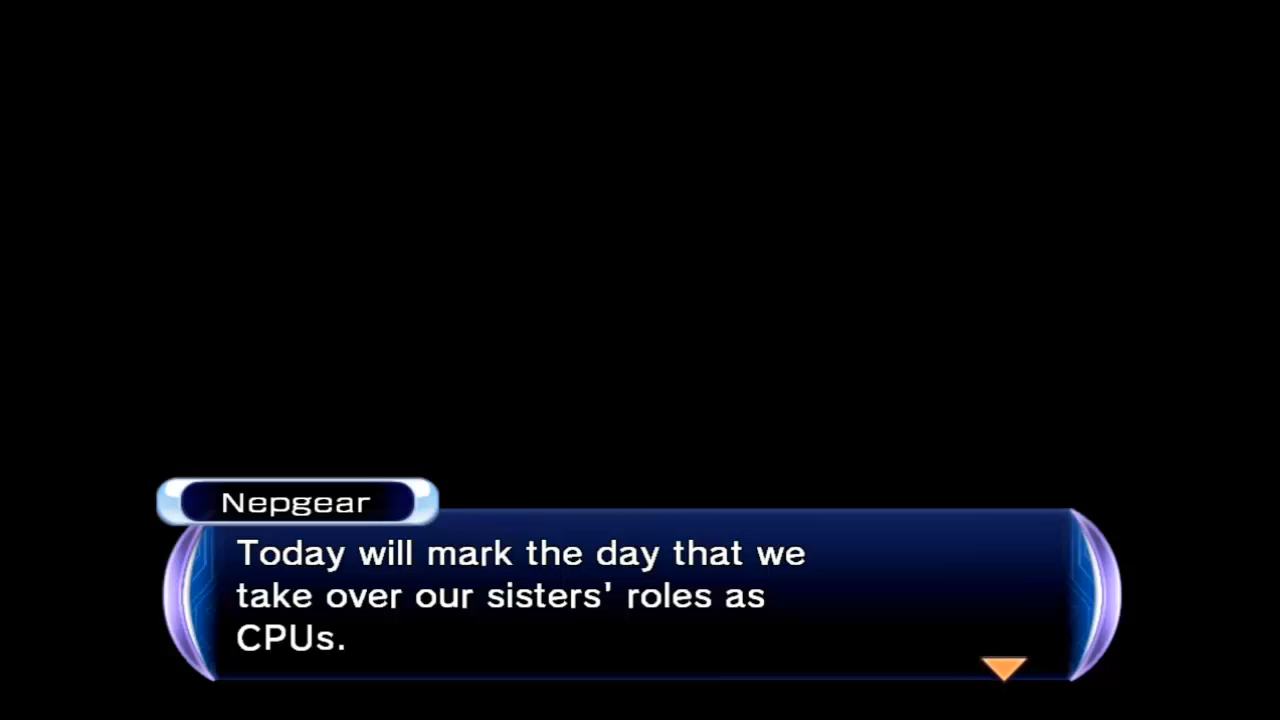 Nepgear
Today will mark the day that we
take over our sisters' roles as
CPUs.